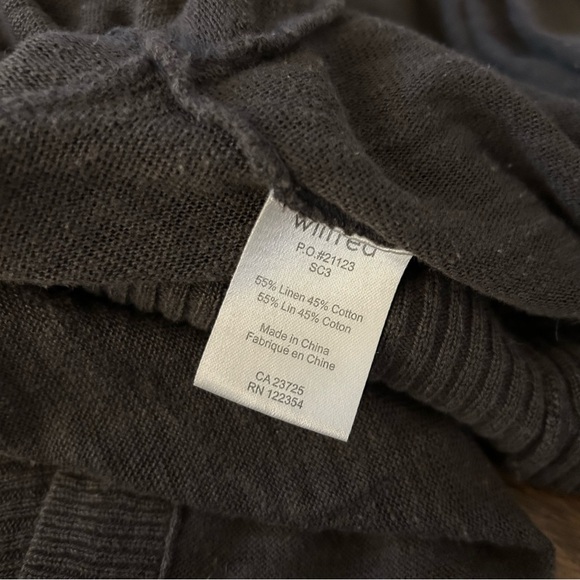 wilfred
P.O.#21123
SC3
55% Linen 45% Cotton
55% Lin 45% Coton
Made in China
Fabriqué en Chine
CA 23725
RN 122354